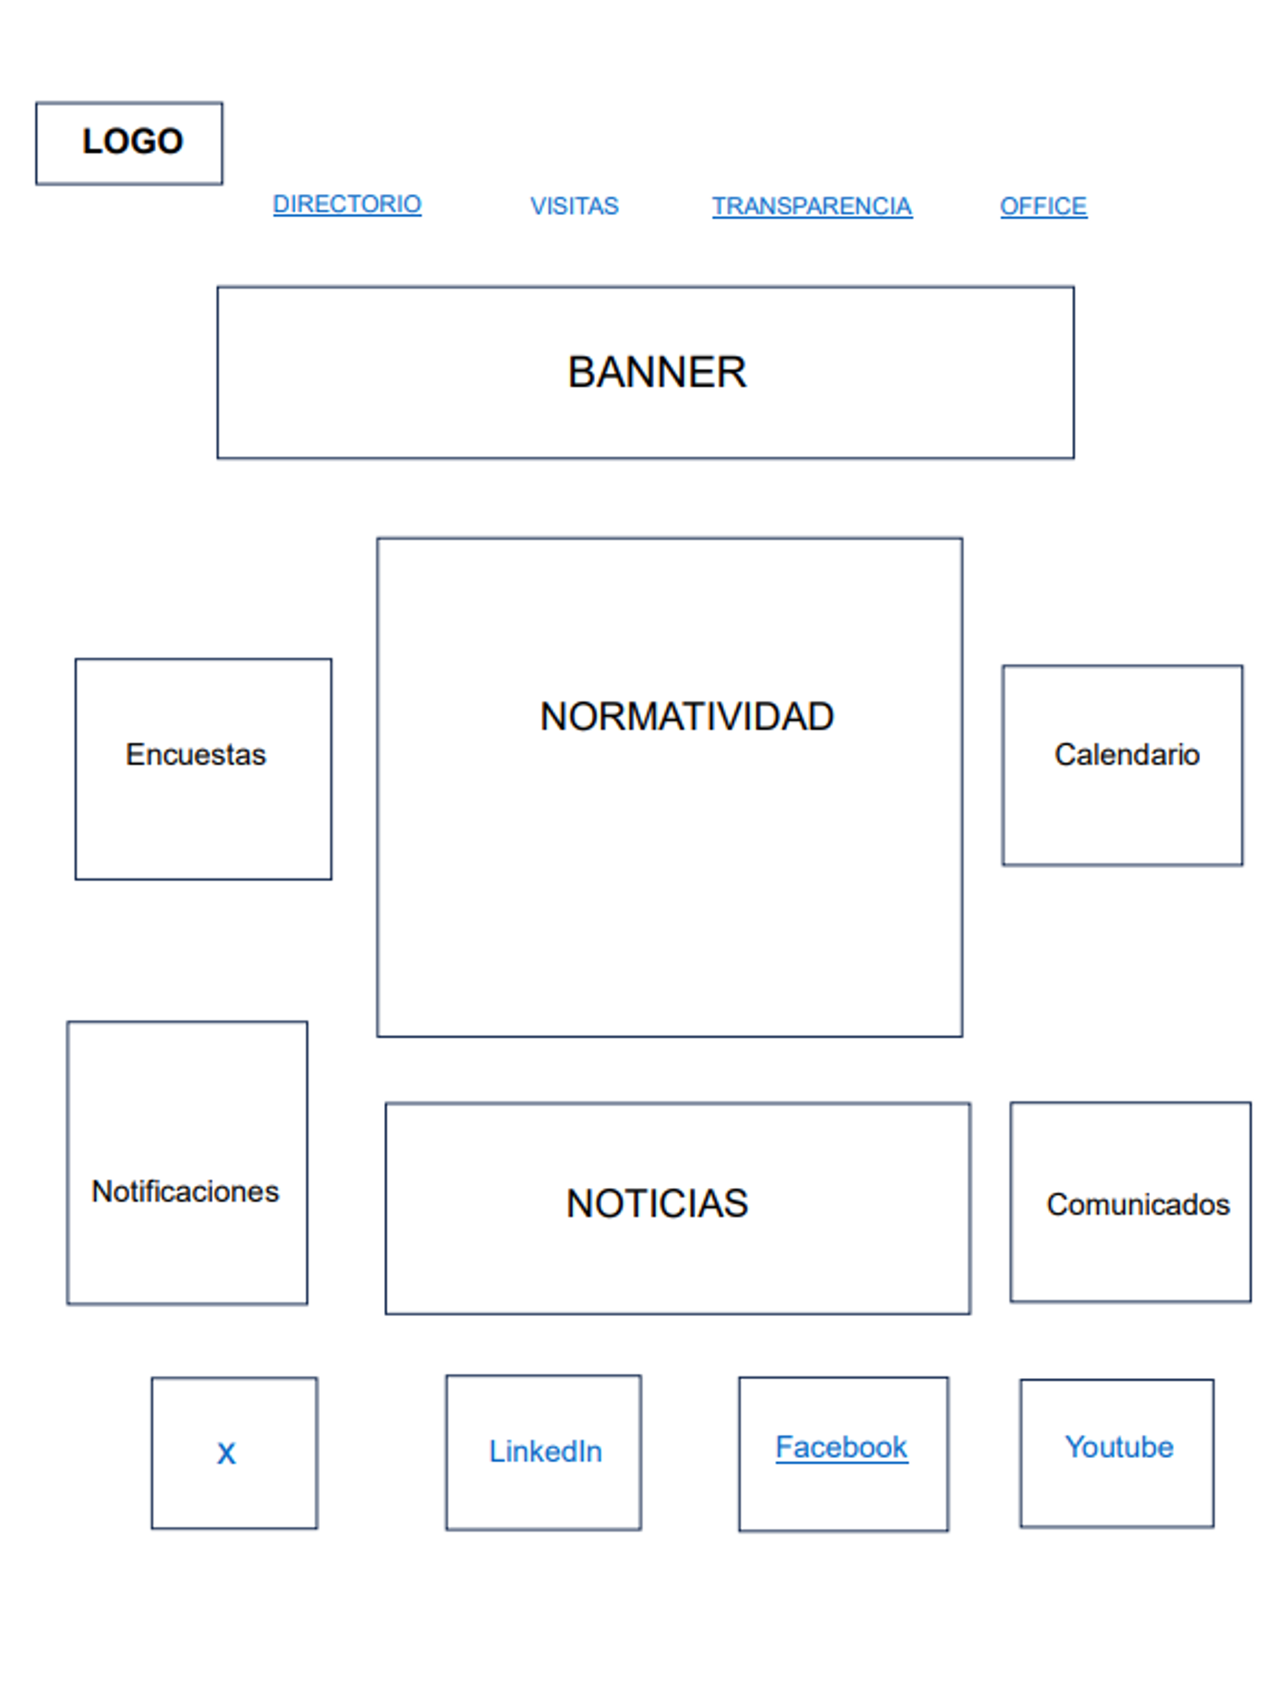 LOGO
DIRECTORIO VISITAS TRANSPARENCIA OFFICE
BANNER
NORMATIVIDAD
Encuestas
Calendario
Notificaciones
NOTICIAS
Comunicados
X
LinkedIn
Facebook
Youtube